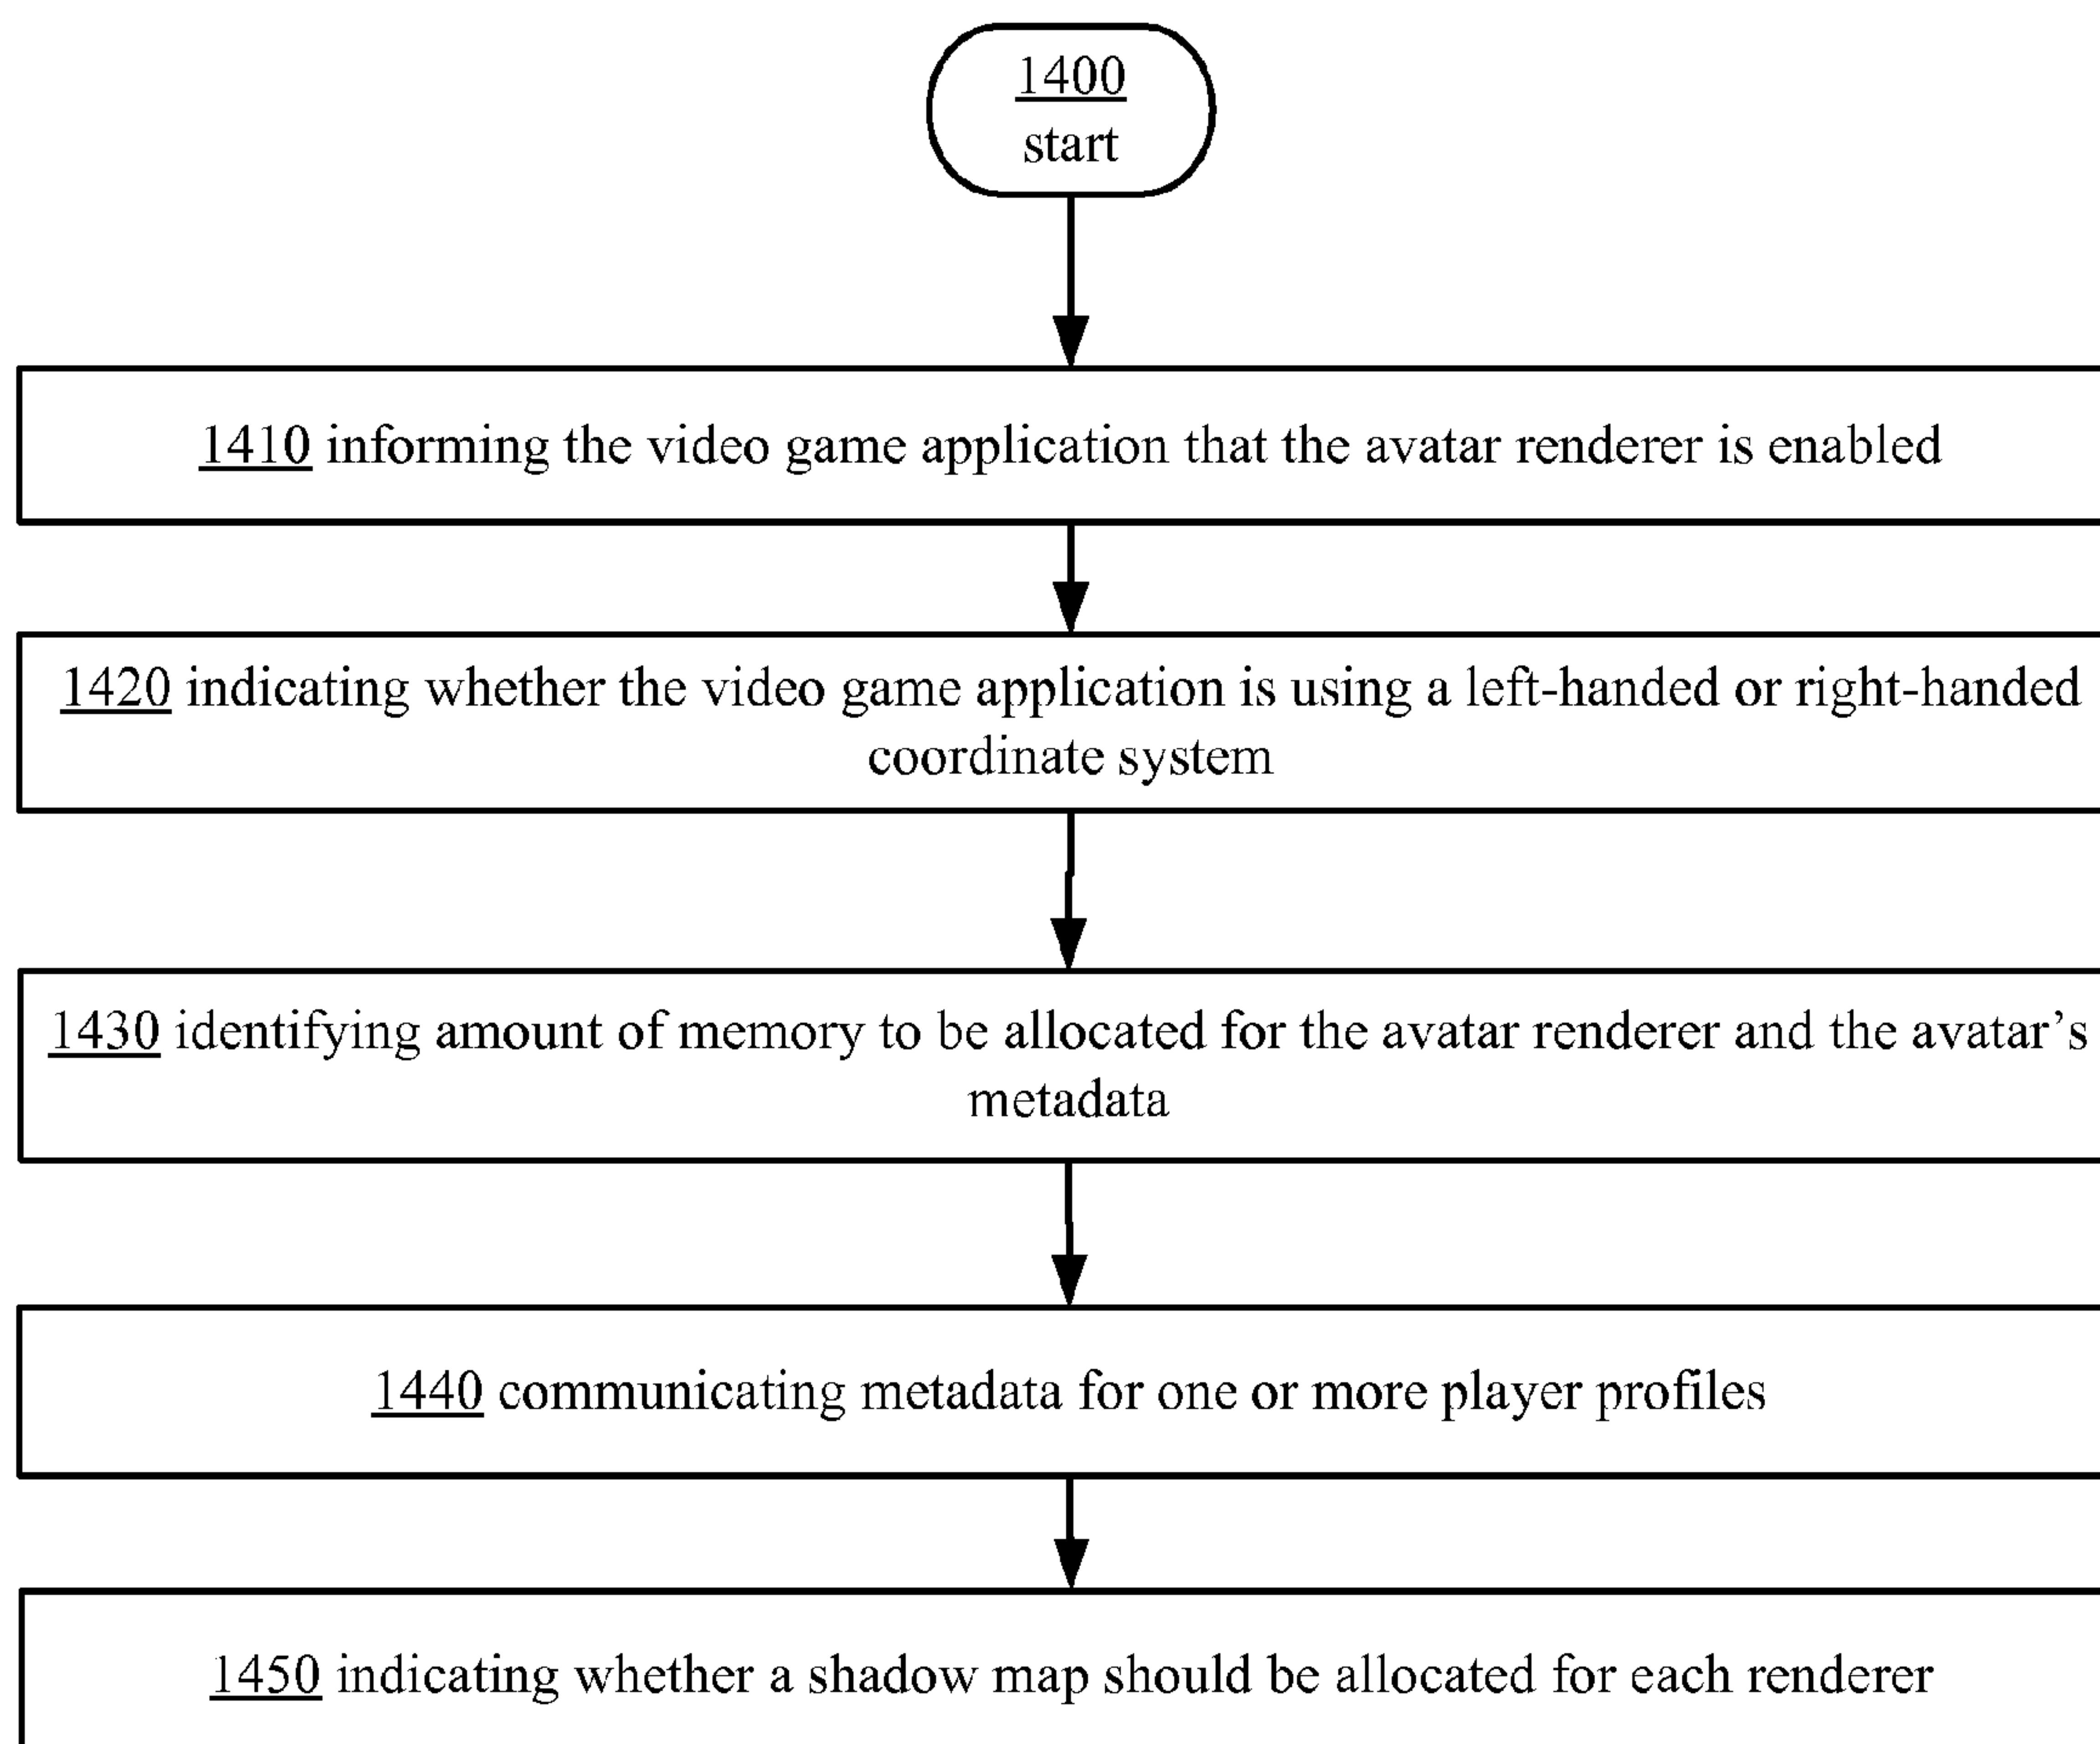 1400
start
1410 informing the video game application that the avatar renderer is enabled
1420 indicating whether the video game application is using a left-handed or right-handed
coordinate system
1430 identifying amount of memory to be allocated for the avatar renderer and the avatar’s
metadata
1440 communicating metadata for one or more player profiles
1450 indicating whether a shadow map should be allocated for each renderer